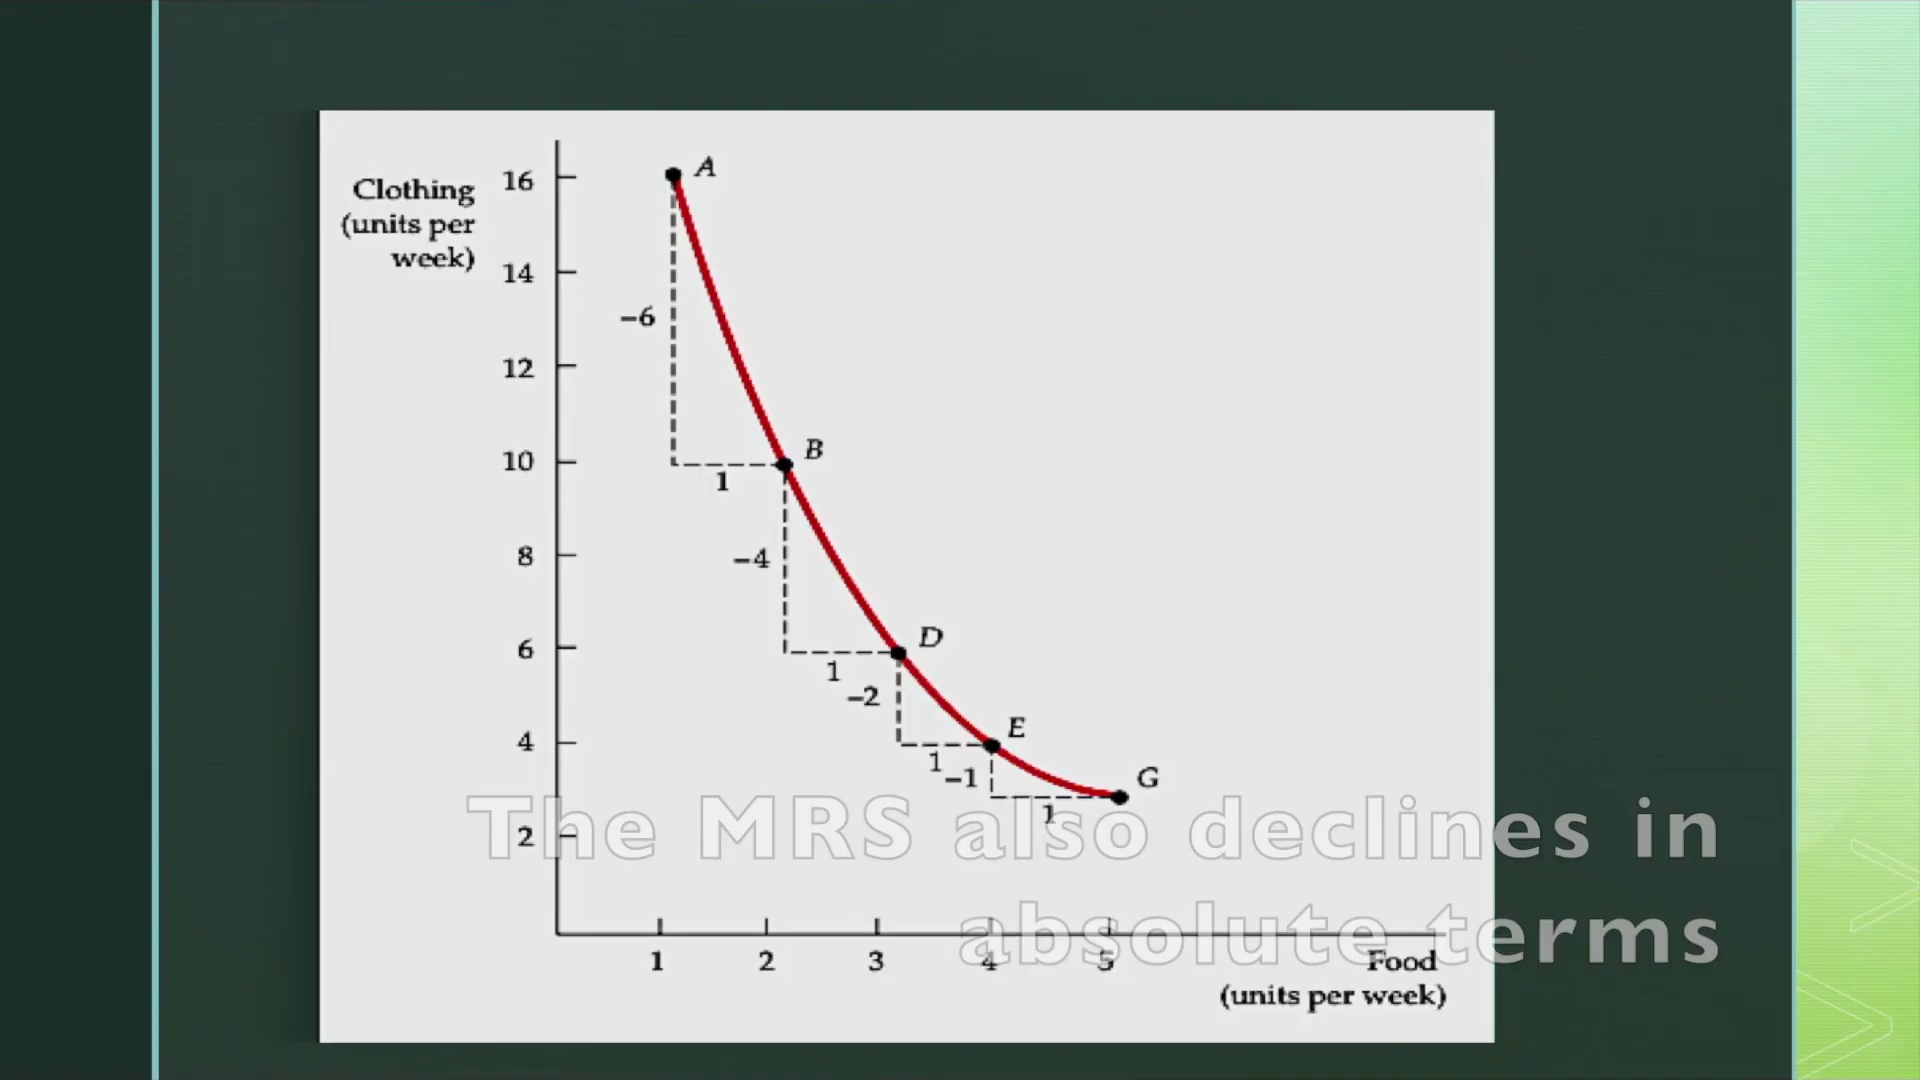 A
16
Clothing
(units per
week)
14
−6
12
B
10
1
8
−4
D
6
1
−2
E
4
1
−1
G
1
The MRS also declines in
2
absolute terms
1 2 3 4 5 Food
(units per week)